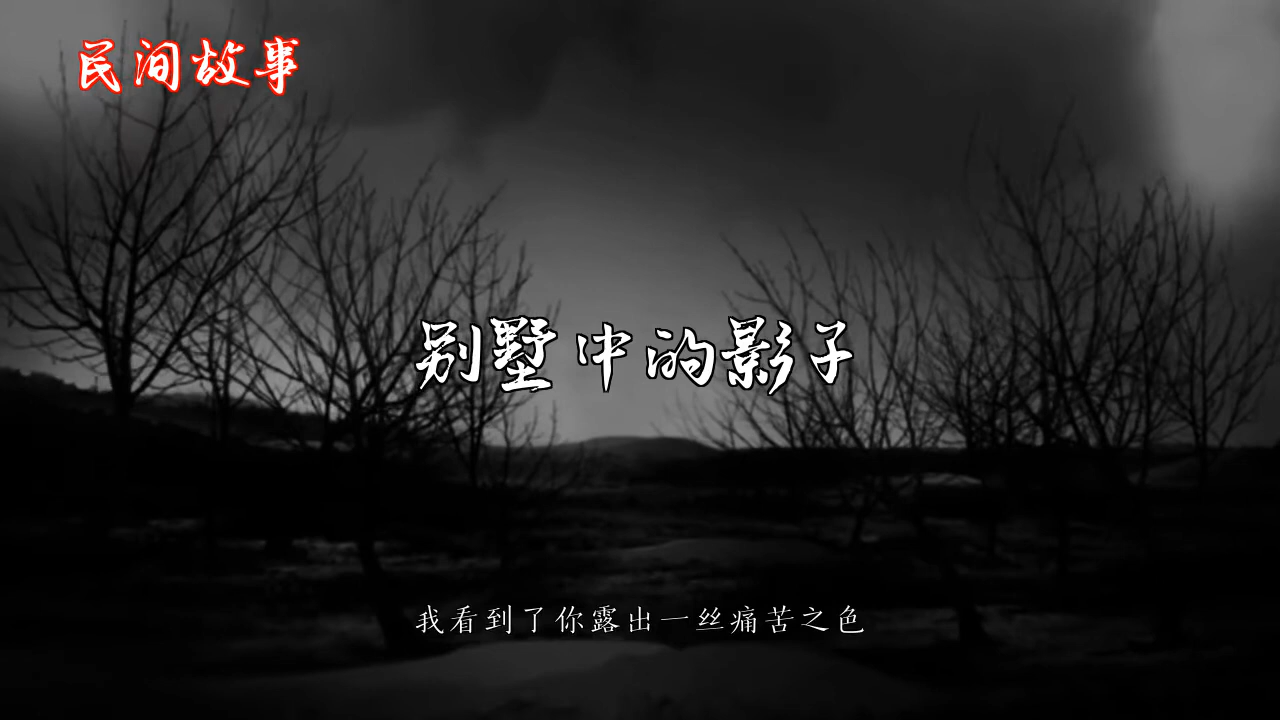 民间故事
别墅中的影子
我看到了你露出一丝痛苦之色